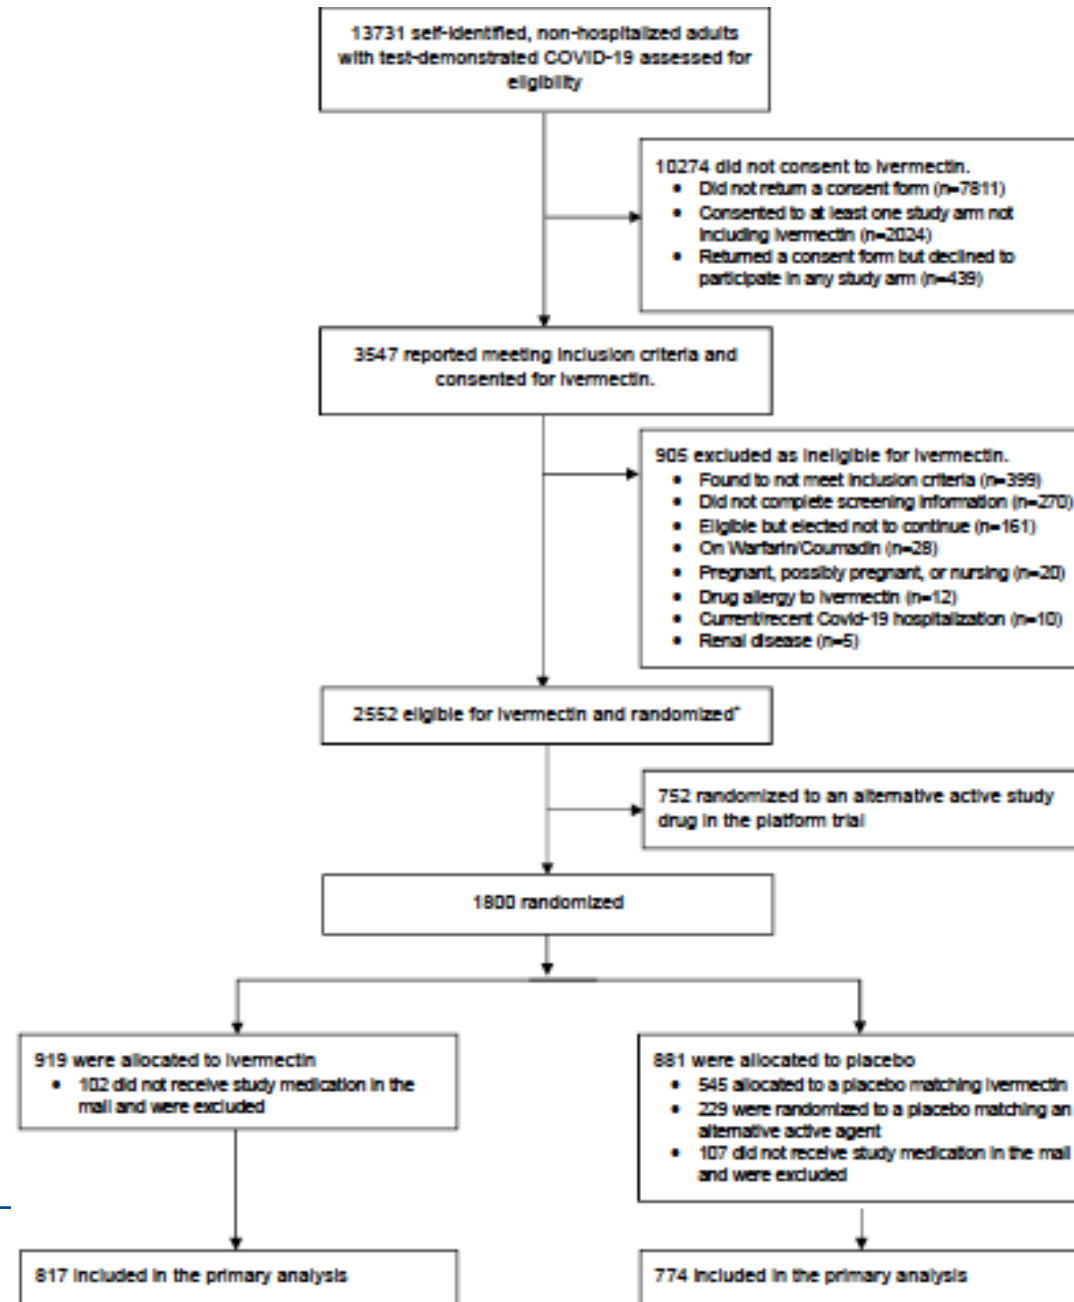 13731 self-identified, non-hospitalized adults
with test-demonstrated COVID-19 assessed for
eligibility
10274 did not consent to ivermectin.
• Did not return a consent form (n=7811)
• Consented to at least one study arm not
including ivermectin (n=2024)
• Returned a consent form but declined to
participate in any study arm (n=439)
3547 reported meeting inclusion criteria and
consented for ivermectin.
905 excluded as ineligible for ivermectin.
• Found to not meet inclusion criteria (n=399)
• Did not complete screening information (n=270)
• Eligible but elected not to continue (n=161)
• On Warfarin/Coumadin (n=28)
• Pregnant, possibly pregnant, or nursing (n=20)
• Drug allergy to ivermectin (n=12)
• Current/recent Covid-19 hospitalization (n=10)
• Renal disease (n=5)
2552 eligible for ivermectin and randomized*
752 randomized to an alternative active study
drug in the platform trial
1800 randomized
919 were allocated to ivermectin
• 102 did not receive study medication in the
mail and were excluded
881 were allocated to placebo
• 545 allocated to a placebo matching ivermectin
• 229 were randomized to a placebo matching an
alternative active agent
• 107 did not receive study medication in the mail
and were excluded
817 included in the primary analysis
774 included in the primary analysis